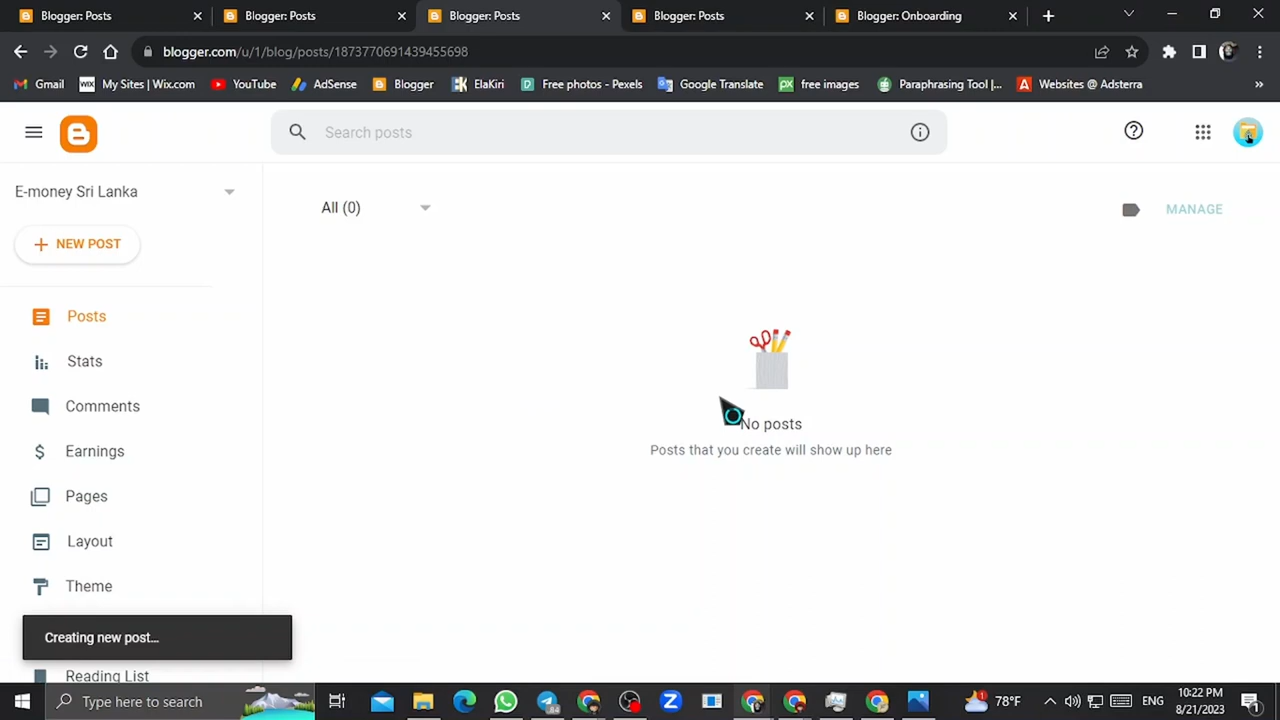 Blogger: Posts
Blogger: Posts
Blogger: Posts
Blogger: Posts
Blogger: Onboarding
blogger.com/u/1/blog/posts/1873770691439455698
Gmail
My Sites | Wix.com
YouTube
AdSense
Blogger
ElaKiri
Free photos - Pexels
Google Translate
free images
Paraphrasing Tool |...
Websites @ Adsterra
Search posts
E-money Sri Lanka
All (0)
MANAGE
NEW POST
Posts
Stats
Comments
Earnings
Pages
Layout
Theme
Reading List
No posts
Posts that you create will show up here
Creating new post...
Type here to search
78°F
ENG
10:22 PM
8/21/2023